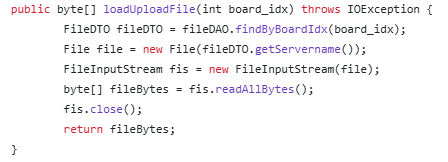 public byte[] loadUploadFile(int board_idx) throws IOException {
FileDTO fileDTO = fileDAO.findByBoardIdx(board_idx);
File file = new File(fileDTO.getServername());
FileInputStream fis = new FileInputStream(file);
byte[] fileBytes = fis.readAllBytes();
fis.close();
return fileBytes;
}